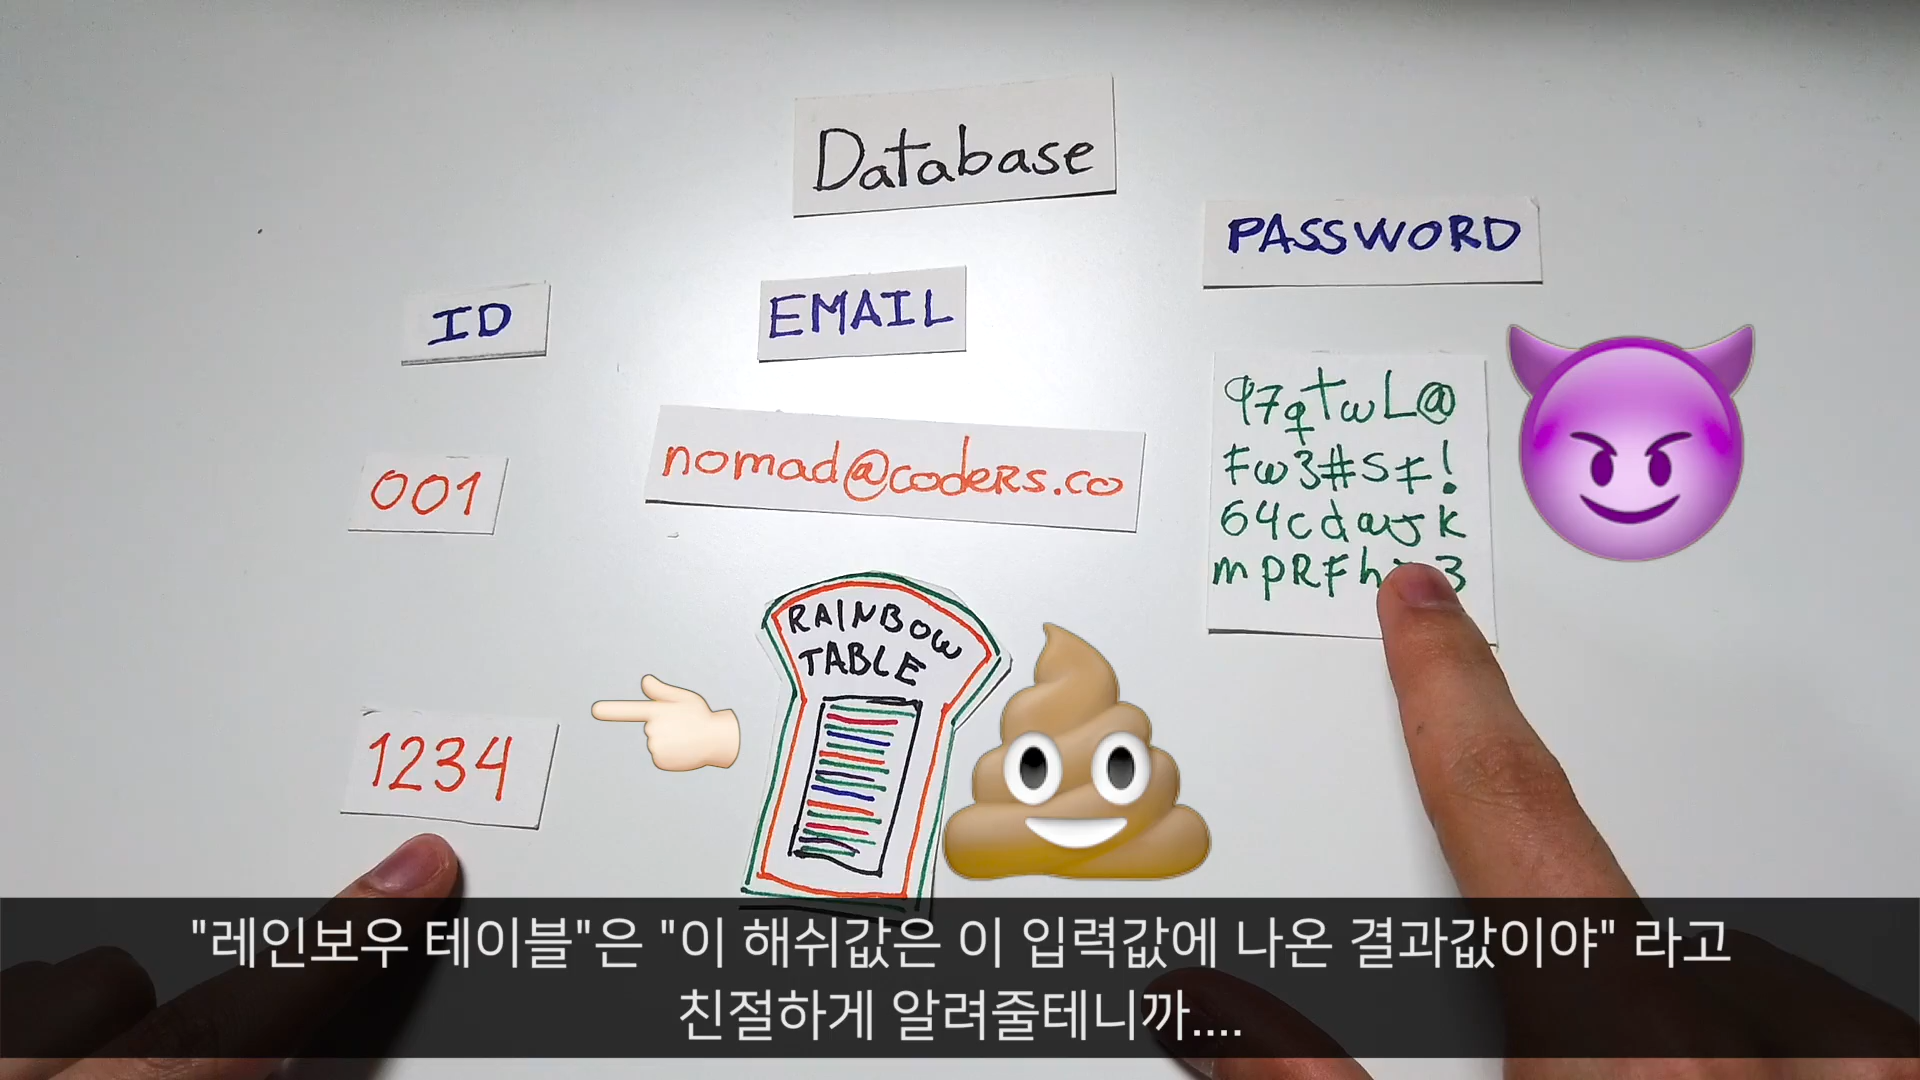 Database
PASSWORD
ID
EMAIL
97qTwL@
Fw3#SF!
64cdawJk
nomad@coders.co
001
RAINBOW
TABLE
1234
"레인보우 테이블"은 "이 해쉬값은 이 입력값에 나온 결과값이야" 라고
친절하게 알려줄테니까....